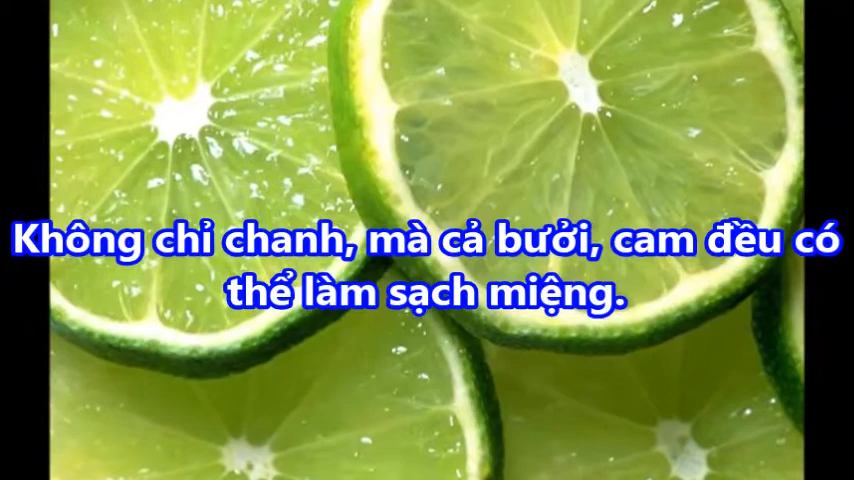 Không chỉ chanh, mà cả bưởi, cam đều có
thể làm sạch miệng.